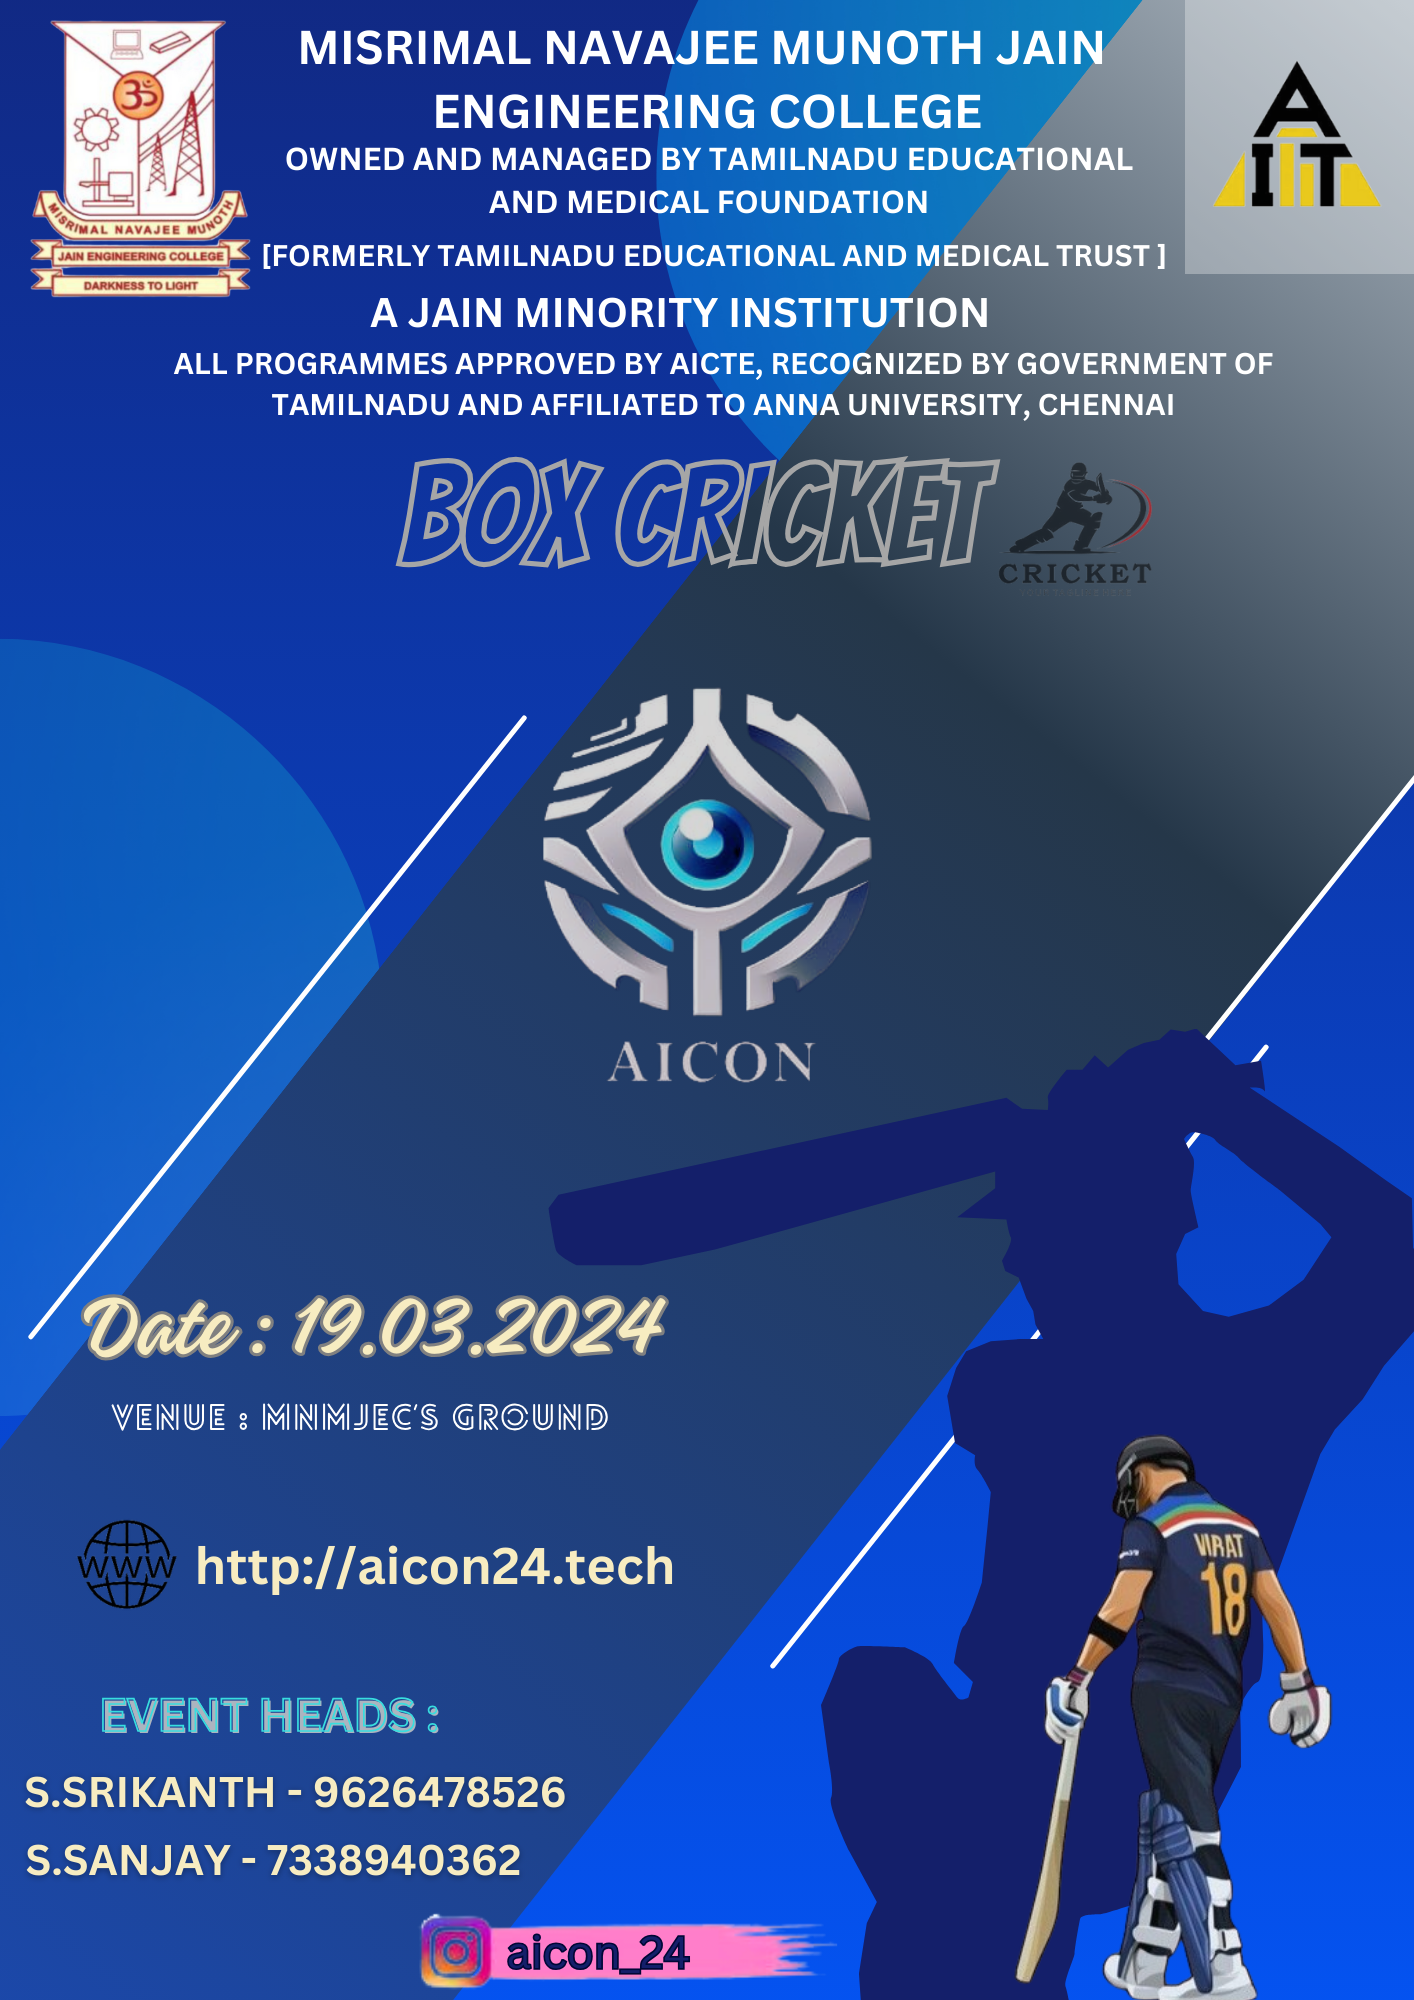 MISRIMAL NAVAJEE MUNOTH JAIN
ENGINEERING COLLEGE
OWNED AND MANAGED BY TAMILNADU EDUCATIONAL
AND MEDICAL FOUNDATION
[FORMERLY TAMILNADU EDUCATIONAL AND MEDICAL TRUST ]
A JAIN MINORITY INSTITUTION
ALL PROGRAMMES APPROVED BY AICTE, RECOGNIZED BY GOVERNMENT OF
TAMILNADU AND AFFILIATED TO ANNA UNIVERSITY, CHENNAI
ॐ
MISRIMAL NAVAJEE MUNOTH
JAIN ENGINEERING COLLEGE
DARKNESS TO LIGHT
A
IIT
BOX CRICKET
CRICKET
AICON
Date : 19.03.2024
VENUE : MNMJEC'S GROUND
WWW
http://aicon24.tech
VIRAT
18
EVENT HEADS :
S.SRIKANTH - 9626478526
S.SANJAY - 7338940362
aicon_24